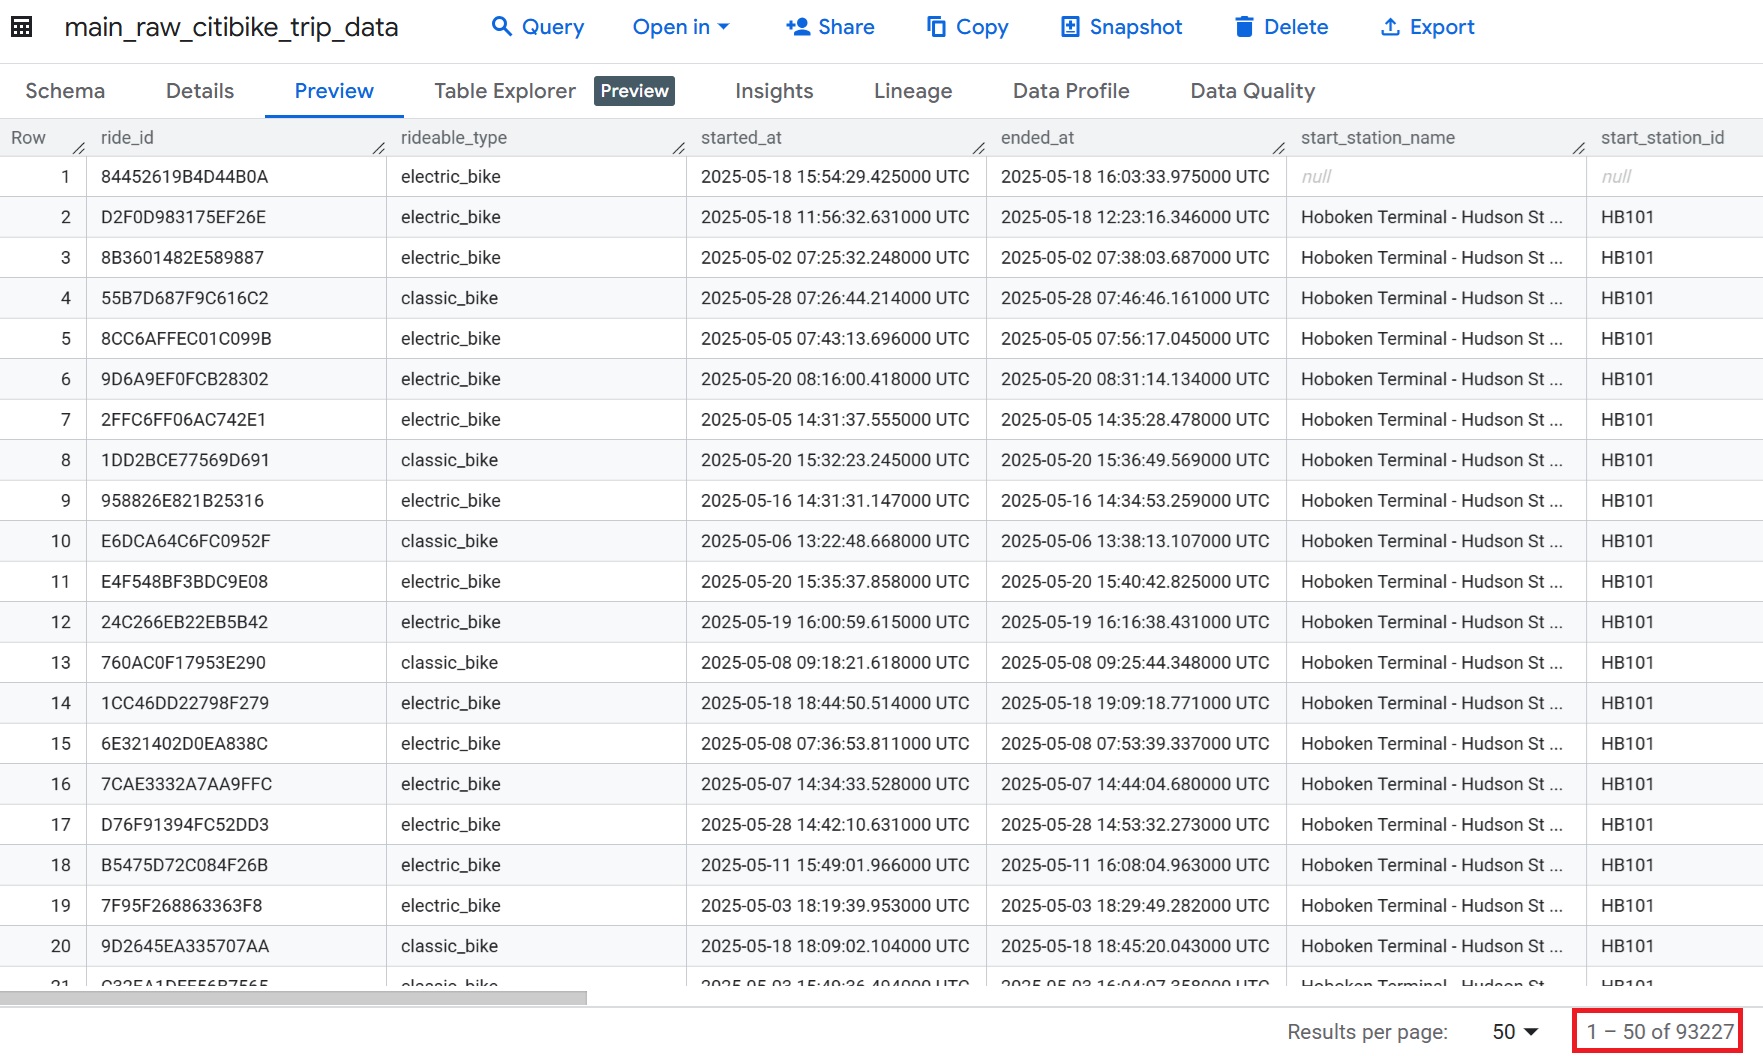 main_raw_citibike_trip_data Query Open in Share Copy Snapshot Delete Export
Schema Details Preview Table Explorer Preview Insights Lineage Data Profile Data Quality
Row ride_id rideable_type started_at ended_at start_station_name start_station_id
1 84452619B4D44B0A electric_bike 2025-05-18 15:54:29.425000 UTC 2025-05-18 16:03:33.975000 UTC null null
2 D2F0D983175EF26E electric_bike 2025-05-18 11:56:32.631000 UTC 2025-05-18 12:23:16.346000 UTC Hoboken Terminal - Hudson St ... HB101
3 8B3601482E589887 electric_bike 2025-05-02 07:25:32.248000 UTC 2025-05-02 07:38:03.687000 UTC Hoboken Terminal - Hudson St ... HB101
4 55B7D687F9C616C2 classic_bike 2025-05-28 07:26:44.214000 UTC 2025-05-28 07:46:46.161000 UTC Hoboken Terminal - Hudson St ... HB101
5 8CC6AFFEC01C099B electric_bike 2025-05-05 07:43:13.696000 UTC 2025-05-05 07:56:17.045000 UTC Hoboken Terminal - Hudson St ... HB101
6 9D6A9EF0FCB28302 electric_bike 2025-05-20 08:16:00.418000 UTC 2025-05-20 08:31:14.134000 UTC Hoboken Terminal - Hudson St ... HB101
7 2FFC6FF06AC742E1 electric_bike 2025-05-05 14:31:37.555000 UTC 2025-05-05 14:35:28.478000 UTC Hoboken Terminal - Hudson St ... HB101
8 1DD2BCE77569D691 classic_bike 2025-05-20 15:32:23.245000 UTC 2025-05-20 15:36:49.569000 UTC Hoboken Terminal - Hudson St ... HB101
9 958826E821B25316 electric_bike 2025-05-16 14:31:31.147000 UTC 2025-05-16 14:34:53.259000 UTC Hoboken Terminal - Hudson St ... HB101
10 E6DCA64C6FC0952F classic_bike 2025-05-06 13:22:48.668000 UTC 2025-05-06 13:38:13.107000 UTC Hoboken Terminal - Hudson St ... HB101
11 E4F548BF3BDC9E08 electric_bike 2025-05-20 15:35:37.858000 UTC 2025-05-20 15:40:42.825000 UTC Hoboken Terminal - Hudson St ... HB101
12 24C266EB22EB5B42 electric_bike 2025-05-19 16:00:59.615000 UTC 2025-05-19 16:16:38.431000 UTC Hoboken Terminal - Hudson St ... HB101
13 760AC0F17953E290 classic_bike 2025-05-08 09:18:21.618000 UTC 2025-05-08 09:25:44.348000 UTC Hoboken Terminal - Hudson St ... HB101
14 1CC46DD22798F279 electric_bike 2025-05-18 18:44:50.514000 UTC 2025-05-18 19:09:18.771000 UTC Hoboken Terminal - Hudson St ... HB101
15 6E321402D0EA838C electric_bike 2025-05-08 07:36:53.811000 UTC 2025-05-08 07:53:39.337000 UTC Hoboken Terminal - Hudson St ... HB101
16 7CAE3332A7AA9FFC electric_bike 2025-05-07 14:34:33.528000 UTC 2025-05-07 14:44:04.680000 UTC Hoboken Terminal - Hudson St ... HB101
17 D76F91394FC52DD3 electric_bike 2025-05-28 14:42:10.631000 UTC 2025-05-28 14:53:32.273000 UTC Hoboken Terminal - Hudson St ... HB101
18 B5475D72C084F26B electric_bike 2025-05-11 15:49:01.966000 UTC 2025-05-11 16:08:04.963000 UTC Hoboken Terminal - Hudson St ... HB101
19 7F95F268863363F8 electric_bike 2025-05-03 18:19:39.953000 UTC 2025-05-03 18:29:49.282000 UTC Hoboken Terminal - Hudson St ... HB101
20 9D2645EA335707AA classic_bike 2025-05-18 18:09:02.104000 UTC 2025-05-18 18:45:20.043000 UTC Hoboken Terminal - Hudson St ... HB101
21 classic_bike Hoboken Terminal - Hudson St ... HB101
Results per page: 50 1 – 50 of 93227